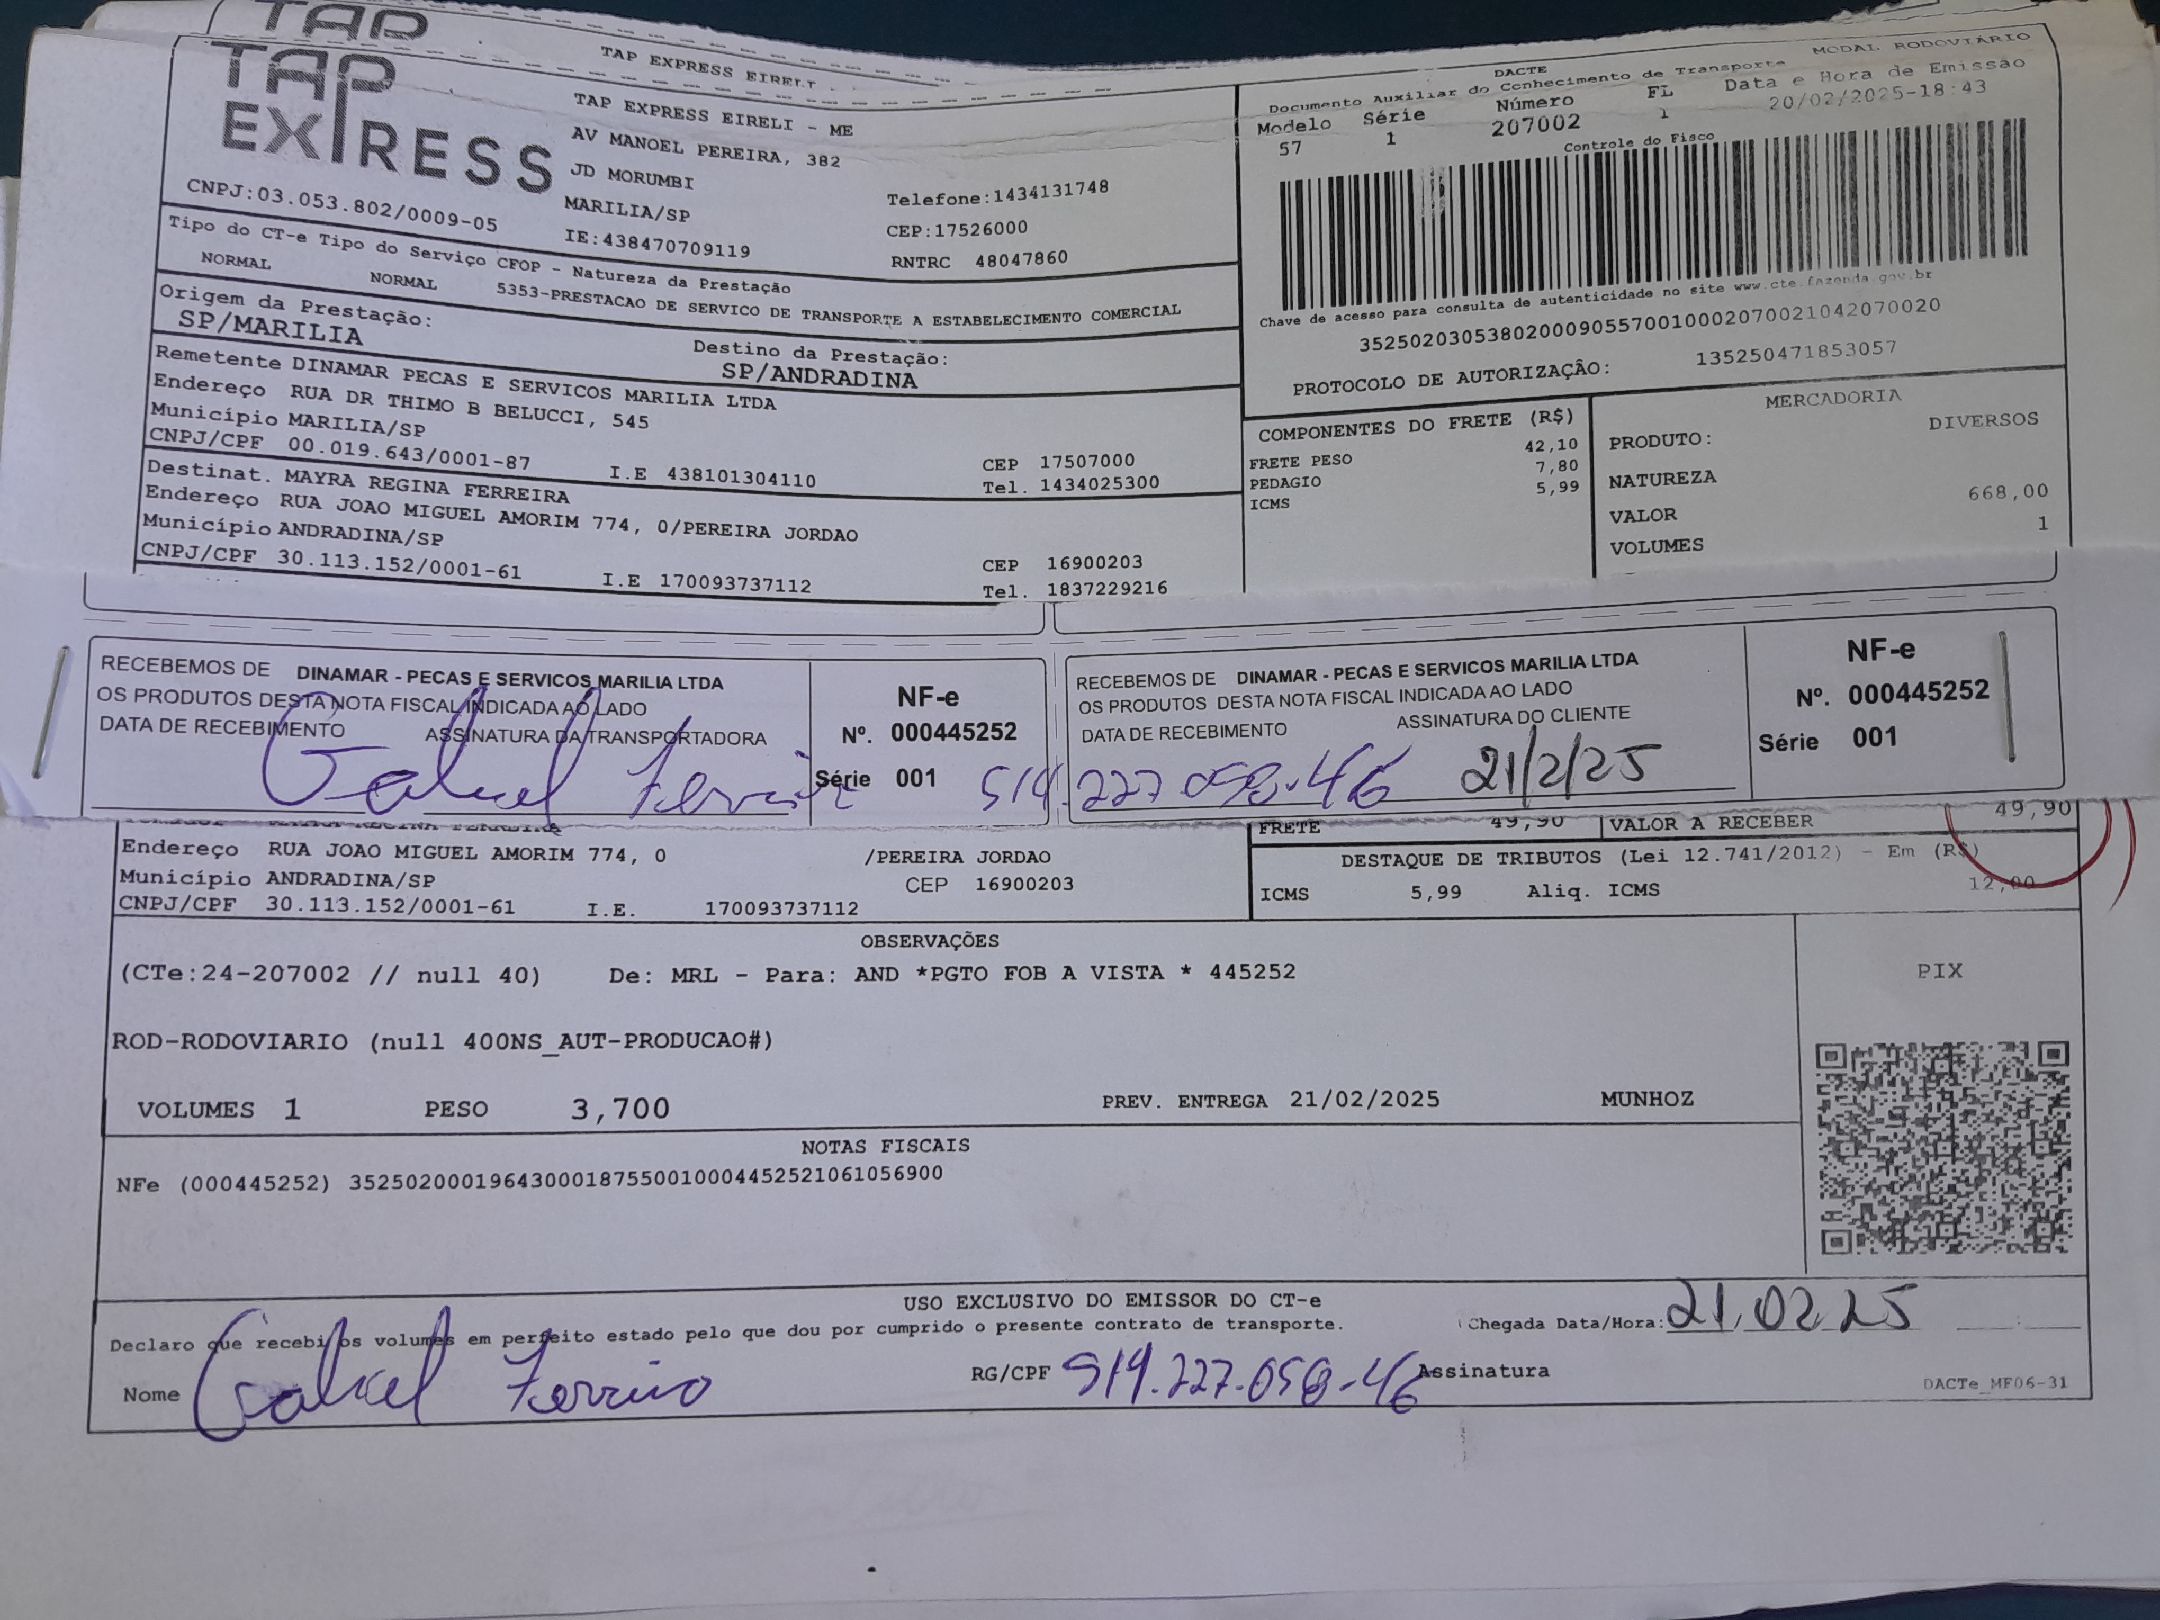 TAP
TAP EXPRESS EIRELI
TAP
EXPRESS
CNPJ:03.053.802/0009-05
TAP EXPRESS EIRELI - ME
AV MANOEL PEREIRA, 382
JD MORUMBI
MARILIA/SP
IE:438470709119
Telefone:1434131748
CEP:17526000
RNTRC 48047860
DACTE
MODAL RODOVIÁRIO
Documento Auxiliar do Conhecimento de Transporte
Modelo Série Número FL Data e Hora de Emissão
57 1 207002 1 20/02/2025-18:43
Controle do Fisco
Chave de acesso para consulta de autenticidade no site www.cte.fazenda.gov.br
35250203053802000905570010002070021042070020
PROTOCOLO DE AUTORIZAÇÂO: 135250471853057
Tipo do CT-e Tipo do Serviço CFOP - Natureza da Prestação
NORMAL NORMAL 5353-PRESTACAO DE SERVICO DE TRANSPORTE A ESTABELECIMENTO COMERCIAL
Origem da Prestação:
SP/MARILIA
Destino da Prestação:
SP/ANDRADINA
Remetente DINAMAR PECAS E SERVICOS MARILIA LTDA
Endereço RUA DR THIMO B BELUCCI, 545
Município MARILIA/SP CEP 17507000
CNPJ/CPF 00.019.643/0001-87 I.E 438101304110 Tel. 1434025300
Destinat. MAYRA REGINA FERREIRA
Endereço RUA JOAO MIGUEL AMORIM 774, 0/PEREIRA JORDAO
Município ANDRADINA/SP CEP 16900203
CNPJ/CPF 30.113.152/0001-61 I.E 170093737112 Tel. 1837229216
COMPONENTES DO FRETE (R$)
FRETE PESO 42,10
PEDAGIO 7,80
ICMS 5,99
MERCADORIA
PRODUTO: DIVERSOS
NATUREZA
VALOR 668,00
VOLUMES 1
RECEBEMOS DE DINAMAR - PECAS E SERVICOS MARILIA LTDA
OS PRODUTOS DESTA NOTA FISCAL INDICADA AO LADO
DATA DE RECEBIMENTO ASSINATURA DA TRANSPORTADORA
NF-e
Nº. 000445252
Série 001
RECEBEMOS DE DINAMAR - PECAS E SERVICOS MARILIA LTDA
OS PRODUTOS DESTA NOTA FISCAL INDICADA AO LADO
DATA DE RECEBIMENTO ASSINATURA DO CLIENTE
514.227.058-46 21/2/25
NF-e
Nº. 000445252
Série 001
Endereço RUA JOAO MIGUEL AMORIM 774, 0 /PEREIRA JORDAO
Município ANDRADINA/SP CEP 16900203
CNPJ/CPF 30.113.152/0001-61 I.E. 170093737112
FRETE 49,90 VALOR A RECEBER 49,90
DESTAQUE DE TRIBUTOS (Lei 12.741/2012) - Em (R$)
ICMS 5,99 Aliq. ICMS 12,00
OBSERVAÇÕES
(CTe:24-207002 // null 40) De: MRL - Para: AND *PGTO FOB A VISTA * 445252
ROD-RODOVIARIO (null 400NS_AUT-PRODUCAO#)
PIX
VOLUMES 1 PESO 3,700 PREV. ENTREGA 21/02/2025 MUNHOZ
NOTAS FISCAIS
NFe (000445252) 35250200019643000187550010004452521061056900
USO EXCLUSIVO DO EMISSOR DO CT-e
Declaro que recebi os volumes em perfeito estado pelo que dou por cumprido o presente contrato de transporte.
Chegada Data/Hora: 21,02,25 :
Nome Gabriel RG/CPF 514.227.058-46 Assinatura
DACTe_MF06-31